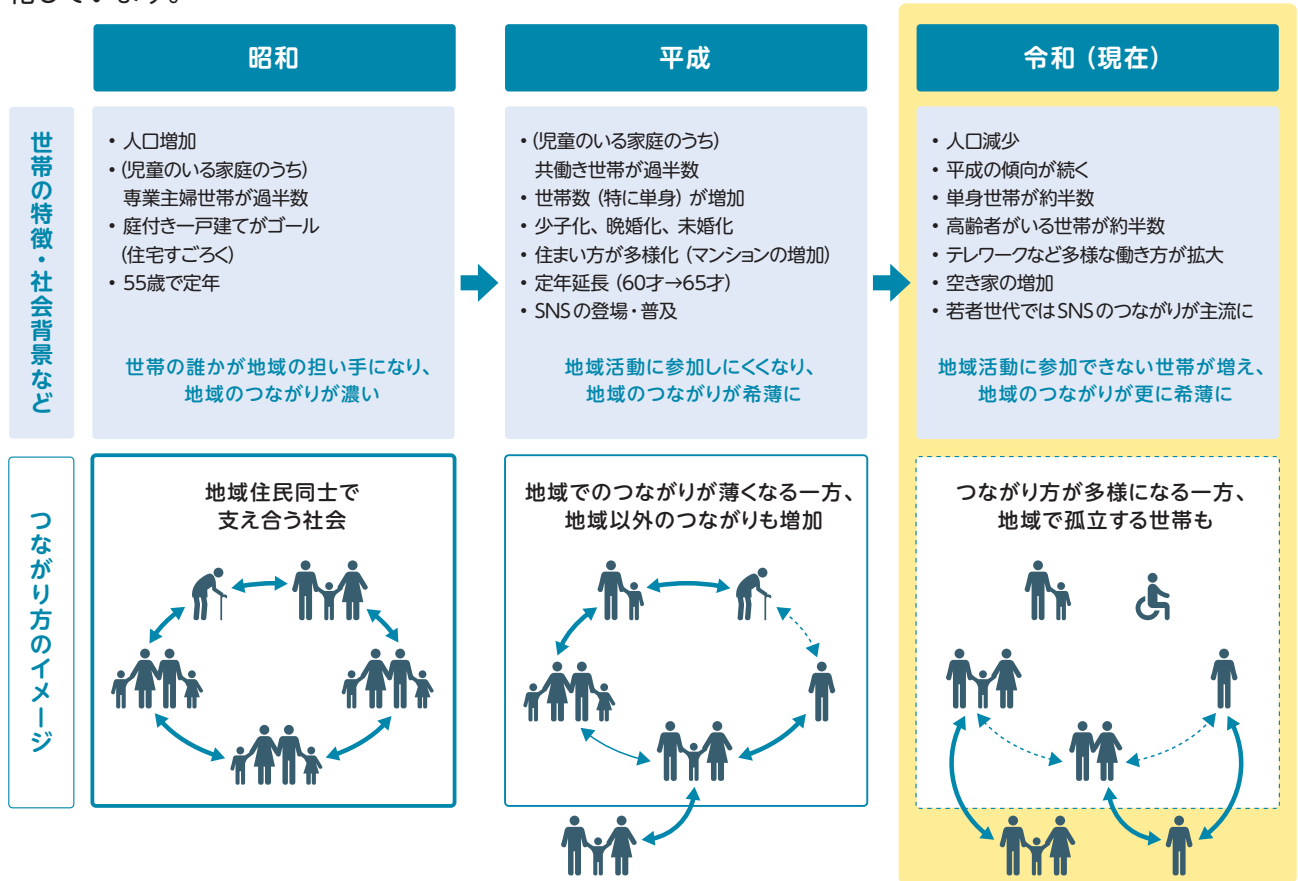 化しています。
昭和
平成
令和（現在）
世帯の特徴・社会背景など
・人口増加
・(児童のいる家庭のうち)
専業主婦世帯が過半数
・庭付き一戸建てがゴール
(住宅すごろく)
・55歳で定年
世帯の誰かが地域の担い手になり、
地域のつながりが濃い
・(児童のいる家庭のうち)
共働き世帯が過半数
・世帯数（特に単身）が増加
・少子化、晩婚化、未婚化
・住まい方が多様化（マンションの増加）
・定年延長（60才→65才）
・SNSの登場・普及
地域活動に参加しにくくなり、
地域のつながりが希薄に
・人口減少
・平成の傾向が続く
・単身世帯が約半数
・高齢者がいる世帯が約半数
・テレワークなど多様な働き方が拡大
・空き家の増加
・若者世代ではSNSのつながりが主流に
地域活動に参加できない世帯が増え、
地域のつながりが更に希薄に
つながり方のイメージ
地域住民同士で
支え合う社会
地域でのつながりが薄くなる一方、
地域以外のつながりも増加
つながり方が多様になる一方、
地域で孤立する世帯も